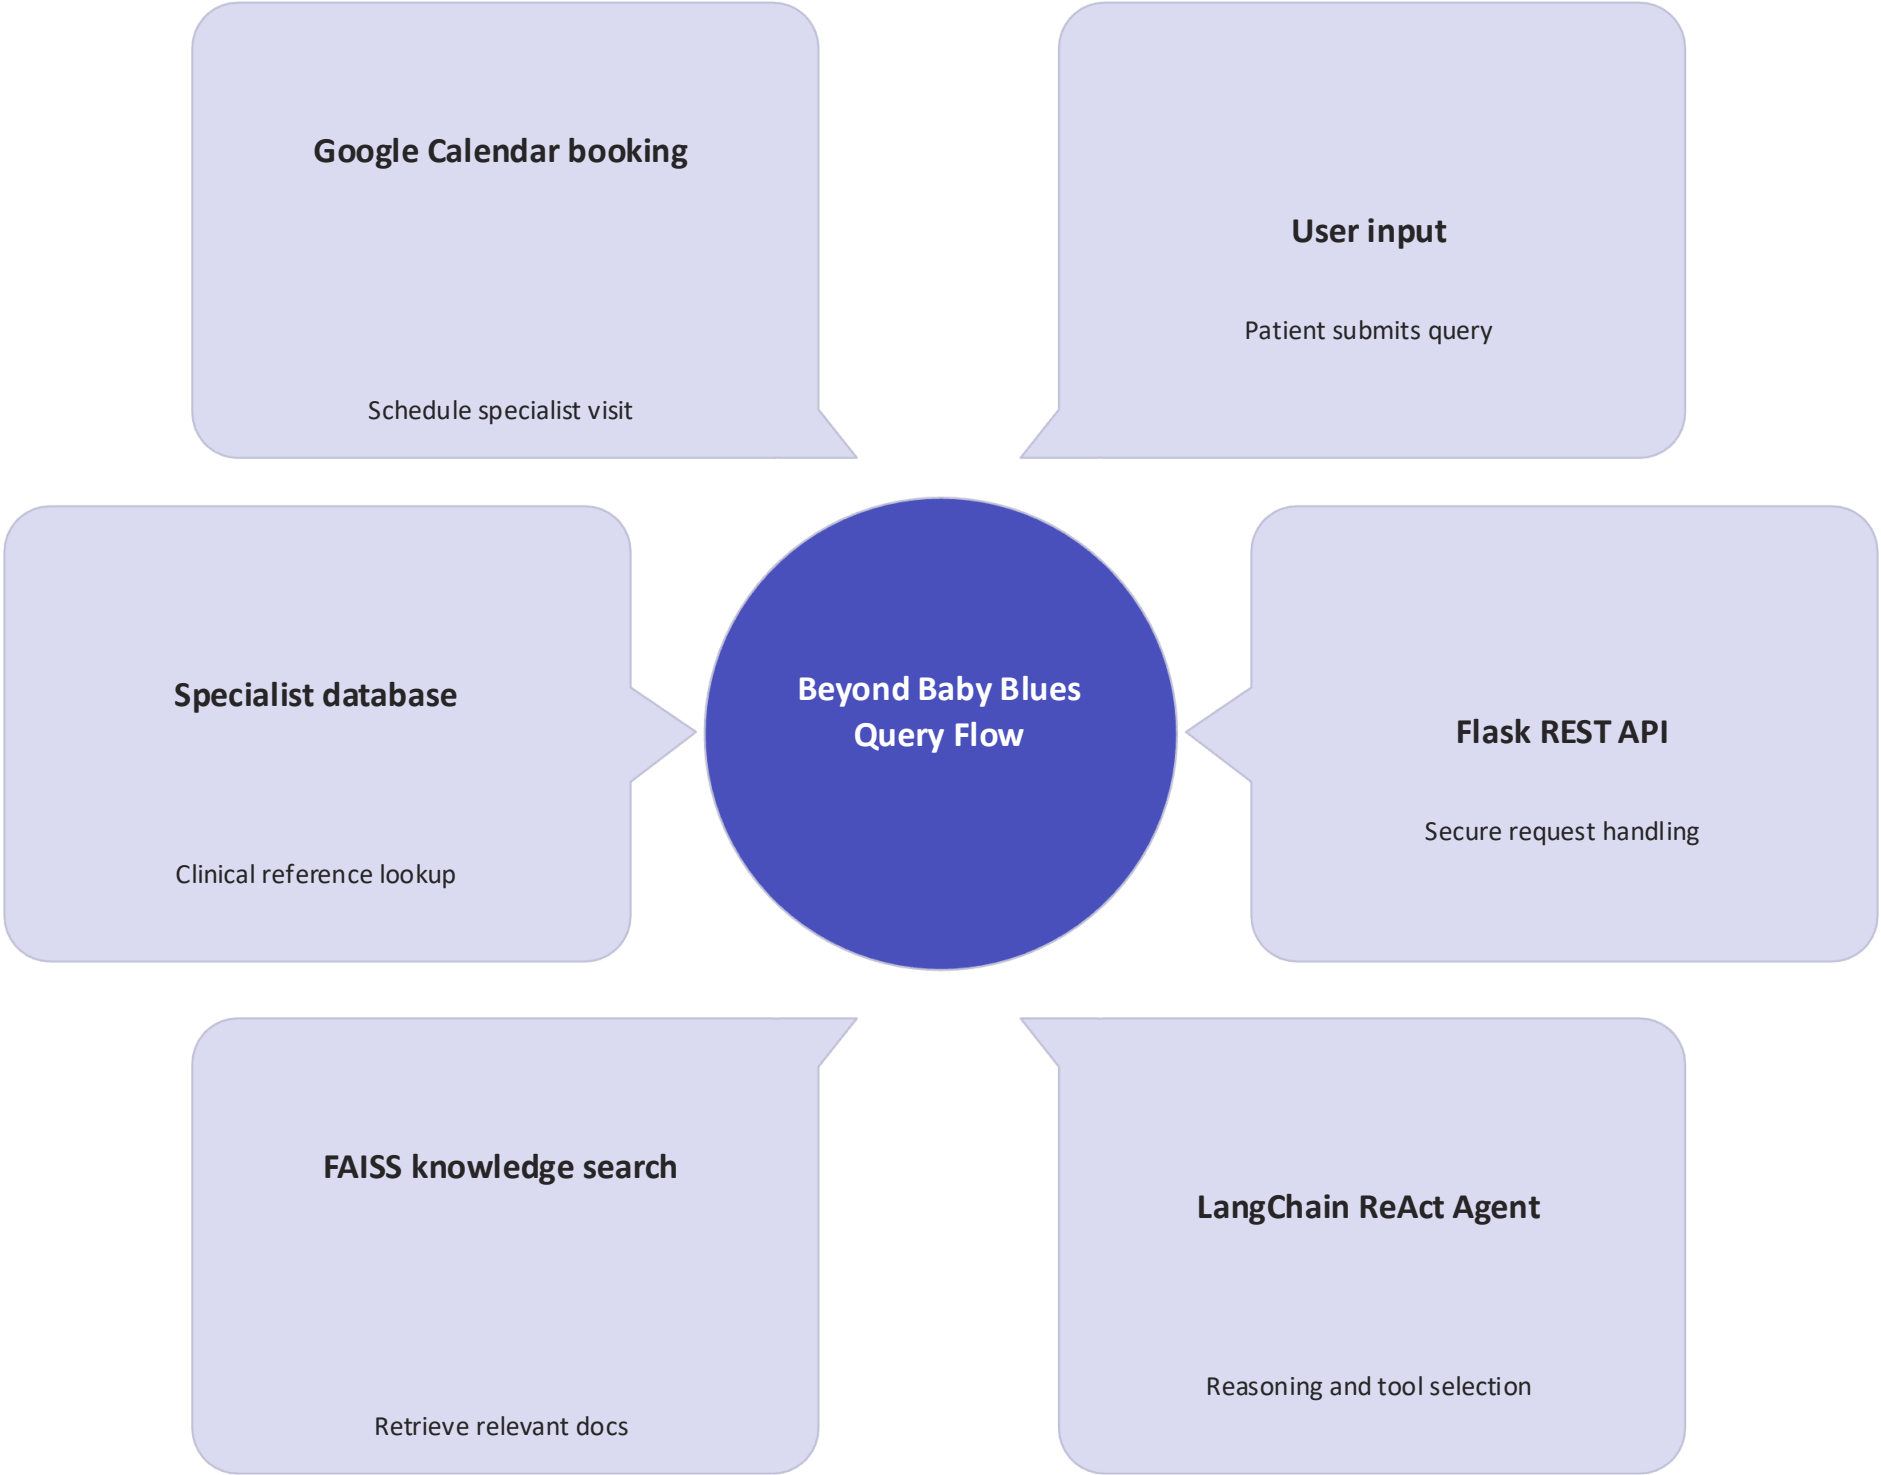 Google Calendar booking
Schedule specialist visit
User input
Patient submits query
Specialist database
Clinical reference lookup
Beyond Baby Blues
Query Flow
Flask REST API
Secure request handling
FAISS knowledge search
Retrieve relevant docs
LangChain ReAct Agent
Reasoning and tool selection